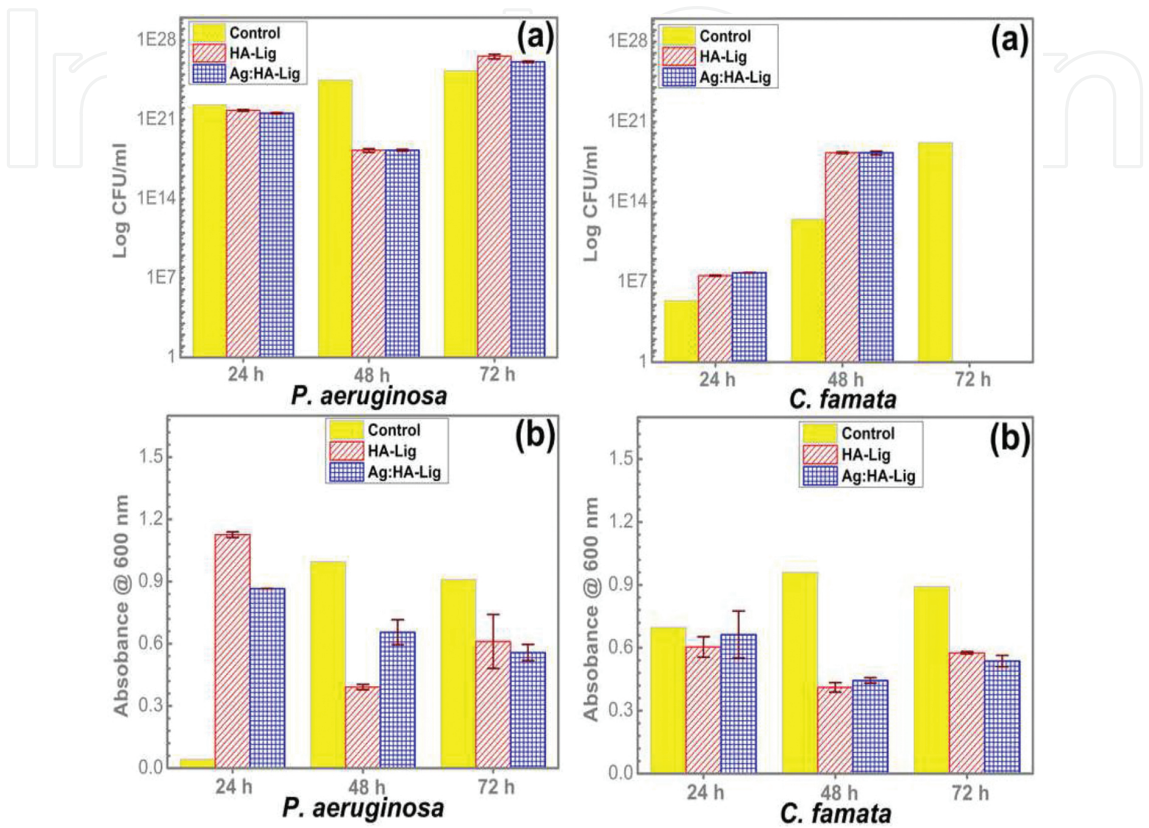 Control
HA-Lig
Ag:HA-Lig
(a)
Log CFU/ml
1E28
1E21
1E14
1E7
1
24 h
48 h
72 h
P. aeruginosa
Control
HA-Lig
Ag:HA-Lig
(a)
Log CFU/ml
1E28
1E21
1E14
1E7
1
24 h
48 h
72 h
C. famata
Control
HA-Lig
Ag:HA-Lig
(b)
Absobance @ 600 nm
1.5
1.2
0.9
0.6
0.3
0.0
24 h
48 h
72 h
P. aeruginosa
Control
HA-Lig
Ag:HA-Lig
(b)
Absobance @ 600 nm
1.5
1.2
0.9
0.6
0.3
0.0
24 h
48 h
72 h
C. famata